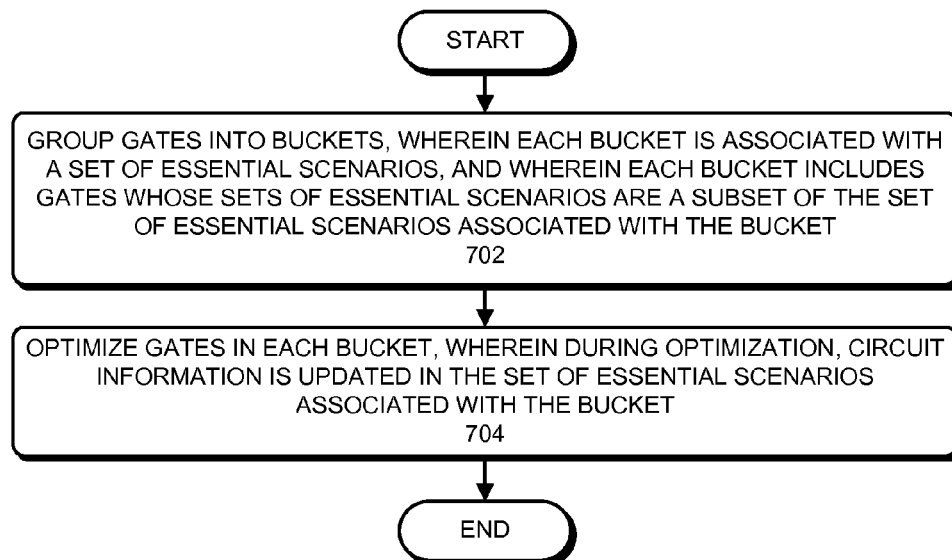 START
GROUP GATES INTO BUCKETS, WHEREIN EACH BUCKET IS ASSOCIATED WITH
A SET OF ESSENTIAL SCENARIOS, AND WHEREIN EACH BUCKET INCLUDES
GATES WHOSE SETS OF ESSENTIAL SCENARIOS ARE A SUBSET OF THE SET
OF ESSENTIAL SCENARIOS ASSOCIATED WITH THE BUCKET
702
OPTIMIZE GATES IN EACH BUCKET, WHEREIN DURING OPTIMIZATION, CIRCUIT
INFORMATION IS UPDATED IN THE SET OF ESSENTIAL SCENARIOS
ASSOCIATED WITH THE BUCKET
704
END